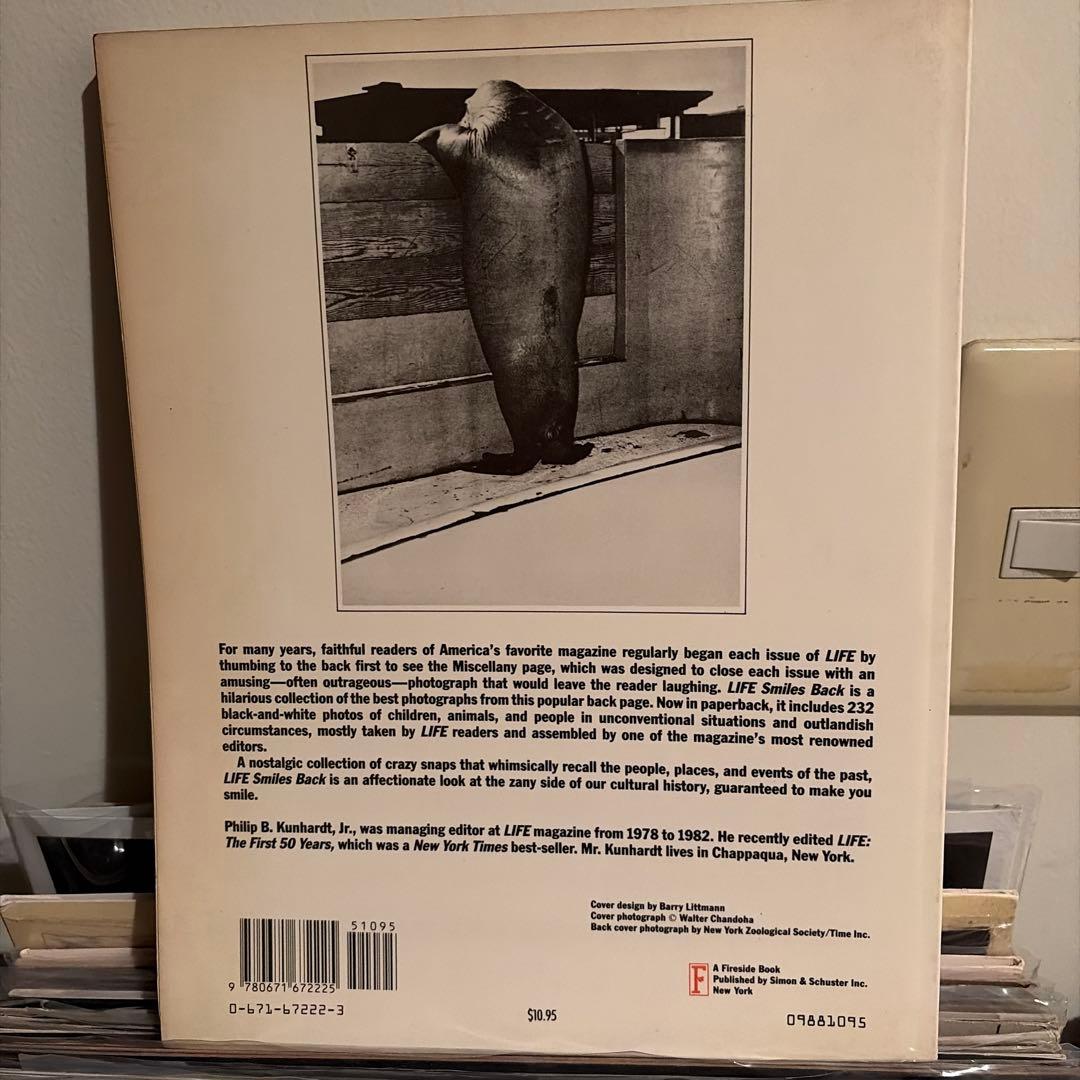 For many years, faithful readers of America's favorite magazine regularly began each issue of LIFE by
thumbing to the back first to see the Miscellany page, which was designed to close each issue with an
amusing—often outrageous—photograph that would leave the reader laughing. LIFE Smiles Back is a
hilarious collection of the best photographs from this popular back page. Now in paperback, it includes 232
black-and-white photos of children, animals, and people in unconventional situations and outlandish
circumstances, mostly taken by LIFE readers and assembled by one of the magazine's most renowned
editors.
A nostalgic collection of crazy snaps that whimsically recall the people, places, and events of the past,
LIFE Smiles Back is an affectionate look at the zany side of our cultural history, guaranteed to make you
smile.
Philip B. Kunhardt, Jr., was managing editor at LIFE magazine from 1978 to 1982. He recently edited LIFE:
The First 50 Years, which was a New York Times best-seller. Mr. Kunhardt lives in Chappaqua, New York.
Cover design by Barry Littmann
Cover photograph © Walter Chandoha
Back cover photograph by New York Zoological Society/Time Inc.
51095
9 780671 672225
0-671-67222-3
$10.95
F
A Fireside Book
Published by Simon & Schuster Inc.
New York
09881095